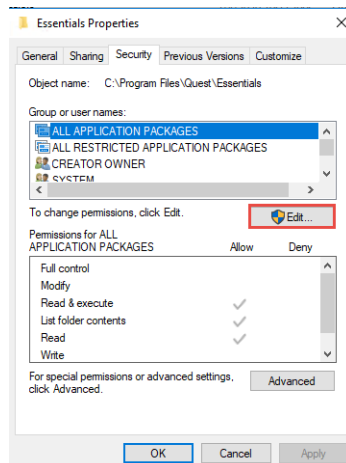 Essentials Properties
General Sharing Security Previous Versions Customize
Object name: C:\Program Files\Quest\Essentials
Group or user names:
ALL APPLICATION PACKAGES
ALL RESTRICTED APPLICATION PACKAGES
CREATOR OWNER
SYSTEM
To change permissions, click Edit.
Edit...
Permissions for ALL
APPLICATION PACKAGES Allow Deny
Full control
Modify
Read & execute
List folder contents
Read
Write
For special permissions or advanced settings,
click Advanced.
Advanced
OK Cancel Apply